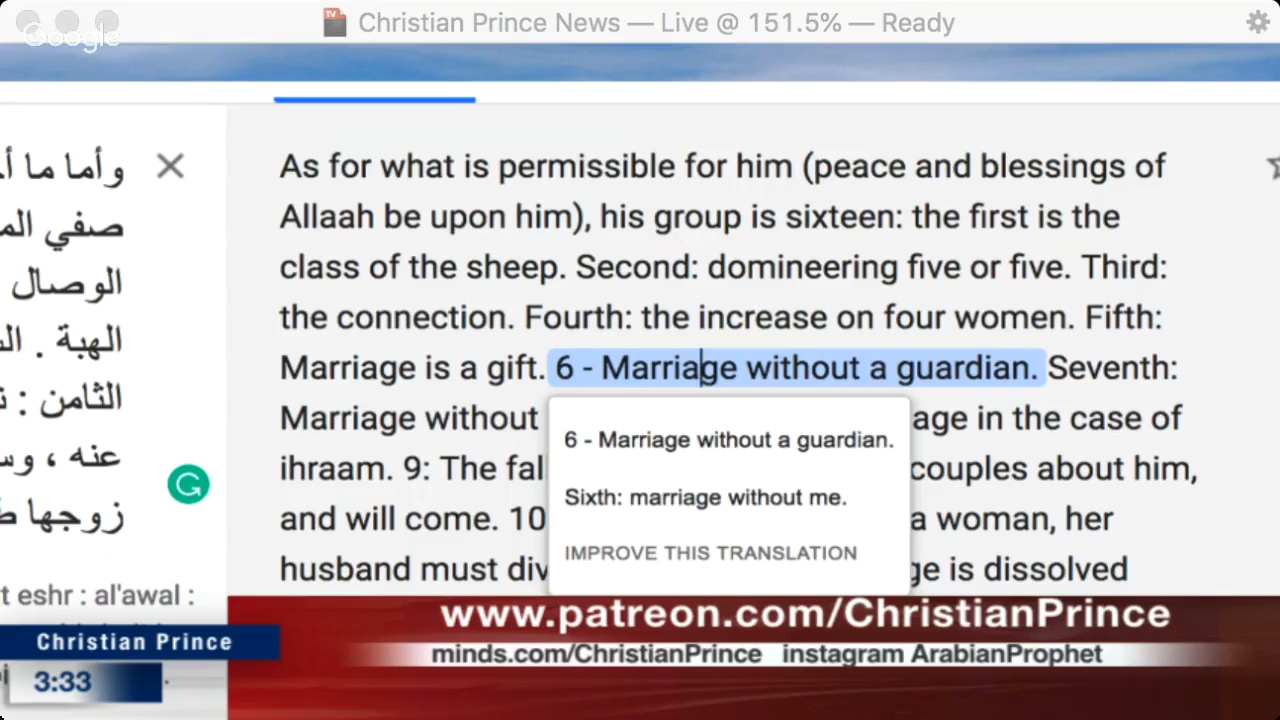 Google
TV Christian Prince News — Live @ 151.5% — Ready
وأما ما
صفي
الوصال
الهبة .
الثامن :
عنه ،
زوجها
t eshr : al'awal :
As for what is permissible for him (peace and blessings of
Allaah be upon him), his group is sixteen: the first is the
class of the sheep. Second: domineering five or five. Third:
the connection. Fourth: the increase on four women. Fifth:
Marriage is a gift. 6 - Marriage without a guardian. Seventh:
Marriage without age in the case of
ihraam. 9: The fal couples about him,
and will come. 10 a woman, her
husband must div ge is dissolved
6 - Marriage without a guardian.
Sixth: marriage without me.
IMPROVE THIS TRANSLATION
www.patreon.com/ChristianPrince
minds.com/ChristianPrince instagram ArabianProphet
Christian Prince
3:33